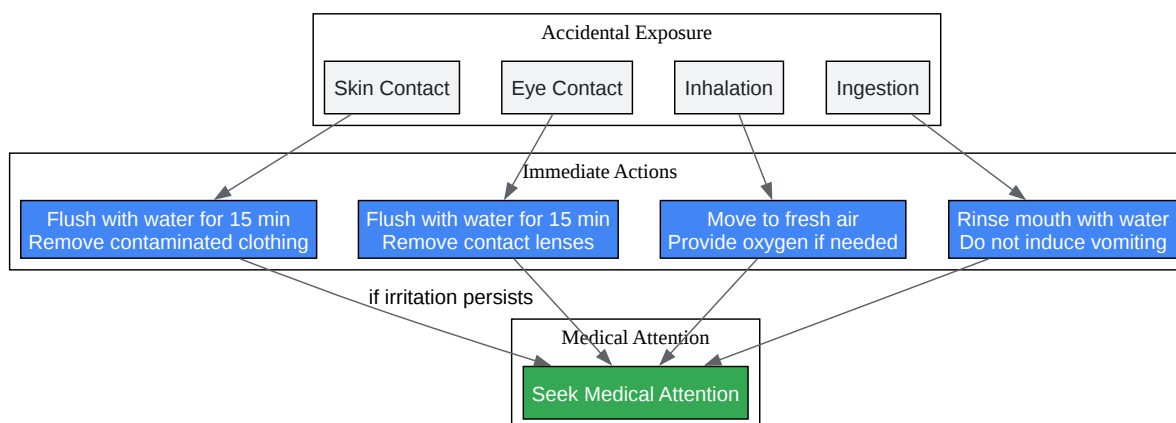 Accidental Exposure
Skin Contact
Eye Contact
Inhalation
Ingestion
Immediate Actions
Flush with water for 15 min
Remove contaminated clothing
Flush with water for 15 min
Remove contact lenses
Move to fresh air
Provide oxygen if needed
Rinse mouth with water
Do not induce vomiting
if irritation persists
Medical Attention
Seek Medical Attention